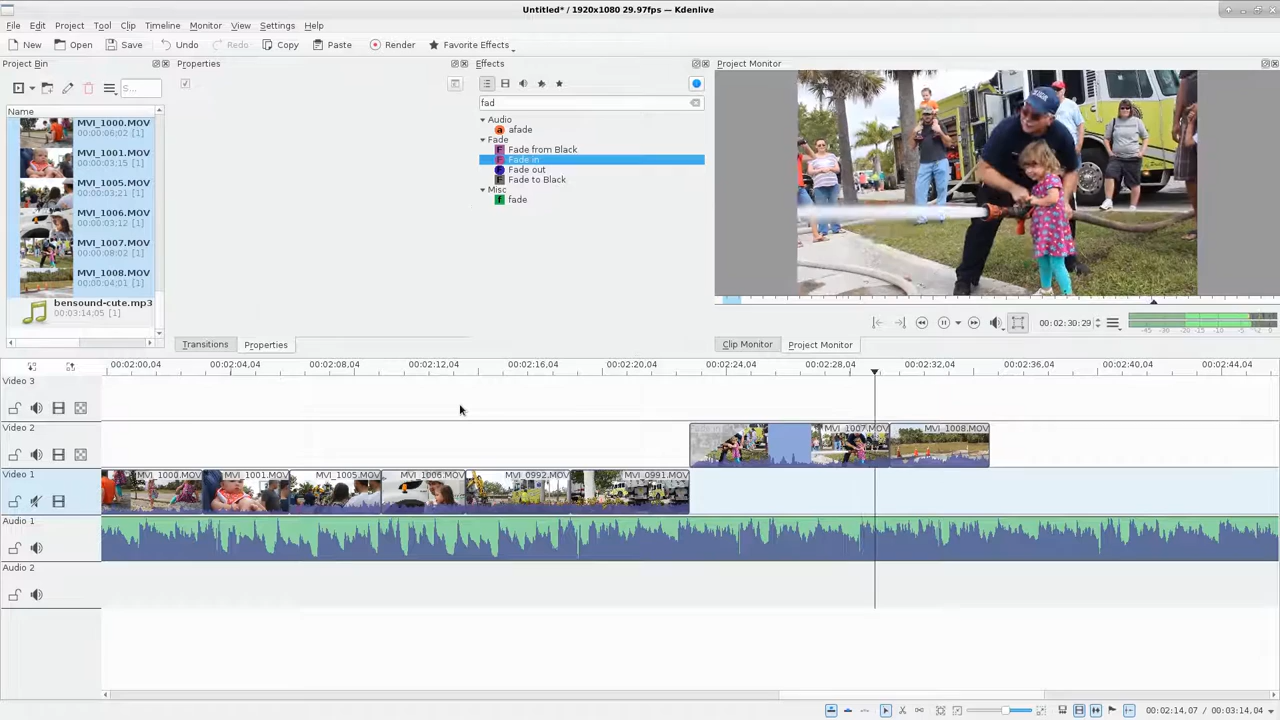 Untitled* / 1920x1080 29.97fps — Kdenlive
File Edit Project Tool Clip Timeline Monitor View Settings Help
New Open Save Undo Redo Copy Paste Render Favorite Effects
Project Bin
S...
Name
MVI_1000.MOV
00:00:06;02 [1]
MVI_1001.MOV
00:00:03;15 [1]
MVI_1005.MOV
00:00:03;21 [1]
MVI_1006.MOV
00:00:03;12 [1]
MVI_1007.MOV
00:00:08;02 [1]
MVI_1008.MOV
00:00:04;01 [1]
bensound-cute.mp3
00:03:14;05 [1]
Properties
Transitions Properties
Effects
fad
Audio
afade
Fade
Fade from Black
Fade in
Fade out
Fade to Black
Misc
fade
Project Monitor
00:02:30:29
-45 -30 -20 -15 -10 -5 -2 0
Clip Monitor Project Monitor
00:02:00,04 00:02:04,04 00:02:08,04 00:02:12,04 00:02:16,04 00:02:20,04 00:02:24,04 00:02:28,04 00:02:32,04 00:02:36,04 00:02:40,04 00:02:44,04
Video 3
Video 2
MVI_1007.MOV MVI_1008.MOV
Video 1
MVI_1000.MOV MVI_1001.MOV MVI_1005.MOV MVI_1006.MOV MVI_0992.MOV MVI_0991.MOV
Audio 1
Audio 2
00:02:14,07 / 00:03:14,04